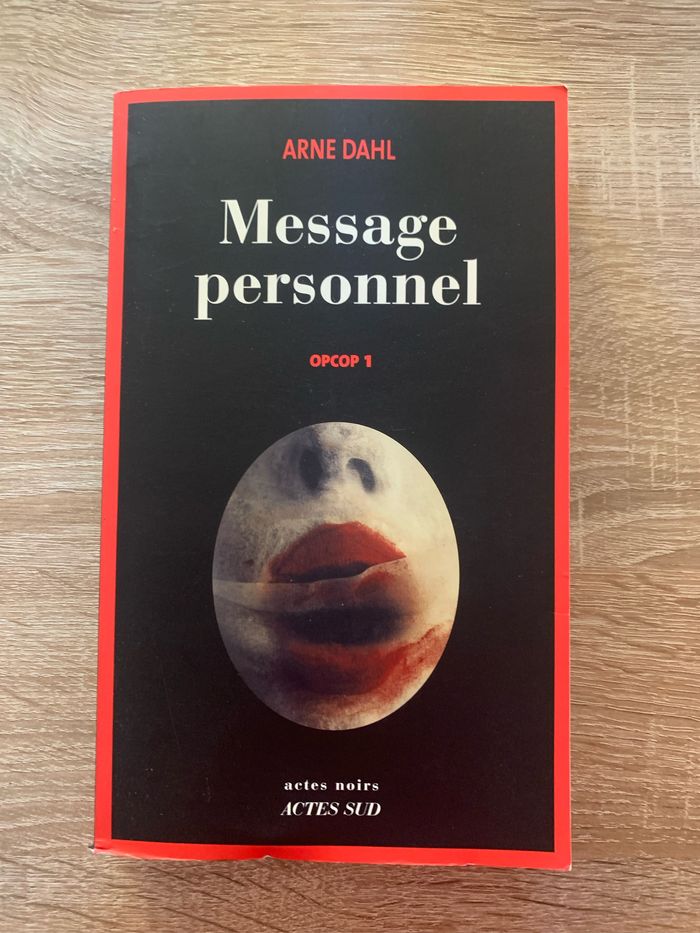 ARNE DAHL
Message
personnel
OPCOP 1
actes noirs
ACTES SUD